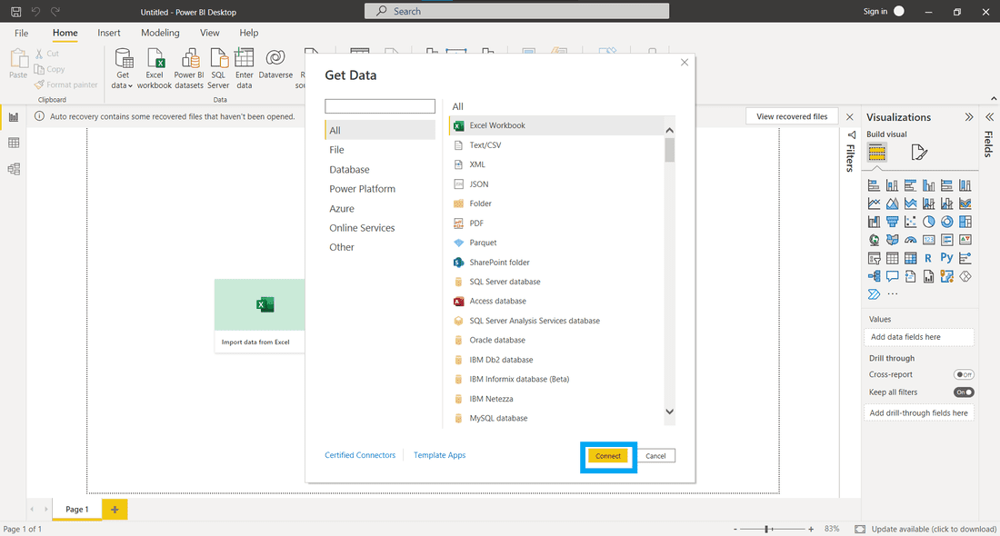 Untitled - Power BI Desktop
Search
Sign in
File Home Insert Modeling View Help
Paste
Cut
Copy
Format painter
Clipboard
Get data
Excel workbook
Power BI datasets
SQL Server
Enter data
Dataverse
Data
Auto recovery contains some recovered files that haven't been opened.
View recovered files
Get Data
All
File
Database
Power Platform
Azure
Online Services
Other
All
Excel Workbook
Text/CSV
XML
JSON
Folder
PDF
Parquet
SharePoint folder
SQL Server database
Access database
SQL Server Analysis Services database
Oracle database
IBM Db2 database
IBM Informix database (Beta)
IBM Netezza
MySQL database
Certified Connectors
Template Apps
Connect
Cancel
Import data from Excel
Filters
Visualizations
Build visual
R
Py
123
Values
Add data fields here
Drill through
Cross-report
Off
Keep all filters
On
Add drill-through fields here
Fields
Page 1
Page 1 of 1
- + 83%
Update available (click to download)